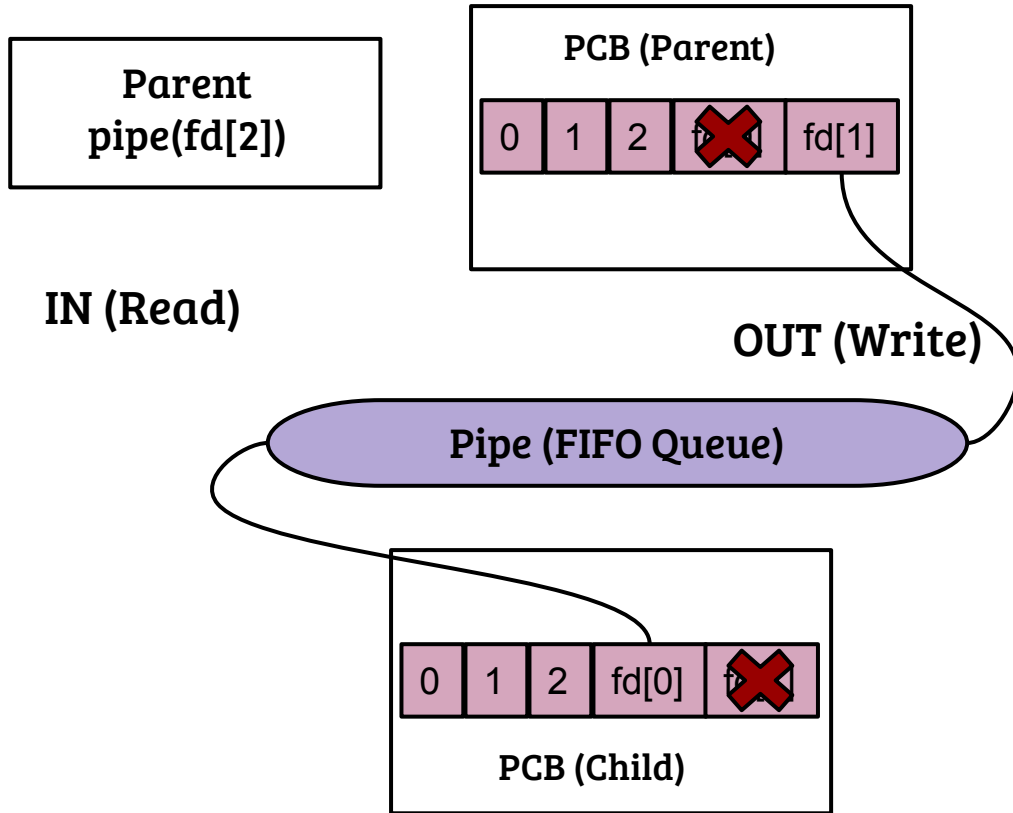 Parent
pipe(fd[2])
PCB (Parent)
0 1 2 fd[1]
IN (Read)
OUT (Write)
Pipe (FIFO Queue)
0 1 2 fd[0]
PCB (Child)